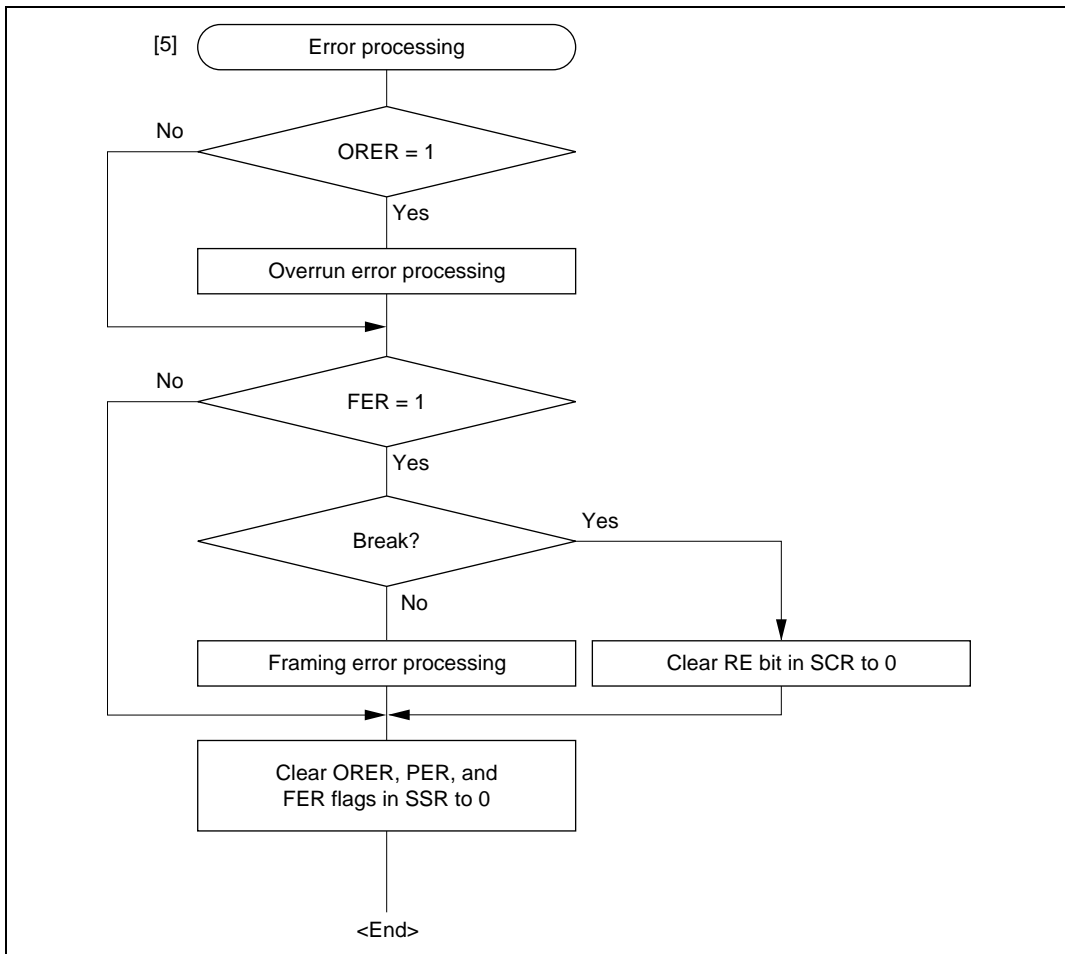 [5] Error processing
No
ORER = 1
Yes
Overrun error processing
No
FER = 1
Yes
Yes
Break?
No
Framing error processing
Clear RE bit in SCR to 0
Clear ORER, PER, and
FER flags in SSR to 0
<End>